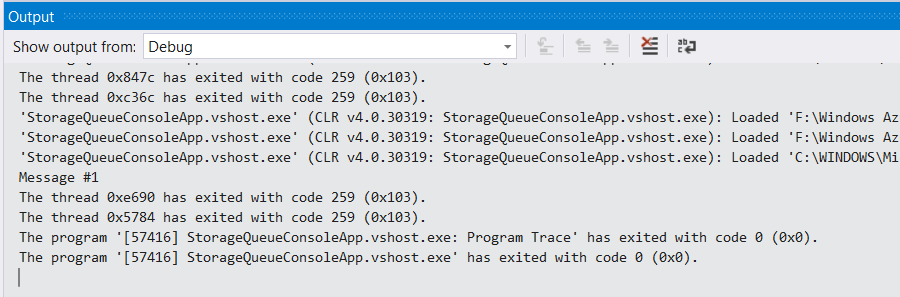 Output
Show output from: Debug
The thread 0x847c has exited with code 259 (0x103).
The thread 0xc36c has exited with code 259 (0x103).
'StorageQueueConsoleApp.vshost.exe' (CLR v4.0.30319: StorageQueueConsoleApp.vshost.exe): Loaded 'F:\Windows Az
'StorageQueueConsoleApp.vshost.exe' (CLR v4.0.30319: StorageQueueConsoleApp.vshost.exe): Loaded 'F:\Windows Az
'StorageQueueConsoleApp.vshost.exe' (CLR v4.0.30319: StorageQueueConsoleApp.vshost.exe): Loaded 'C:\WINDOWS\Mi
Message #1
The thread 0xe690 has exited with code 259 (0x103).
The thread 0x5784 has exited with code 259 (0x103).
The program '[57416] StorageQueueConsoleApp.vshost.exe: Program Trace' has exited with code 0 (0x0).
The program '[57416] StorageQueueConsoleApp.vshost.exe' has exited with code 0 (0x0).